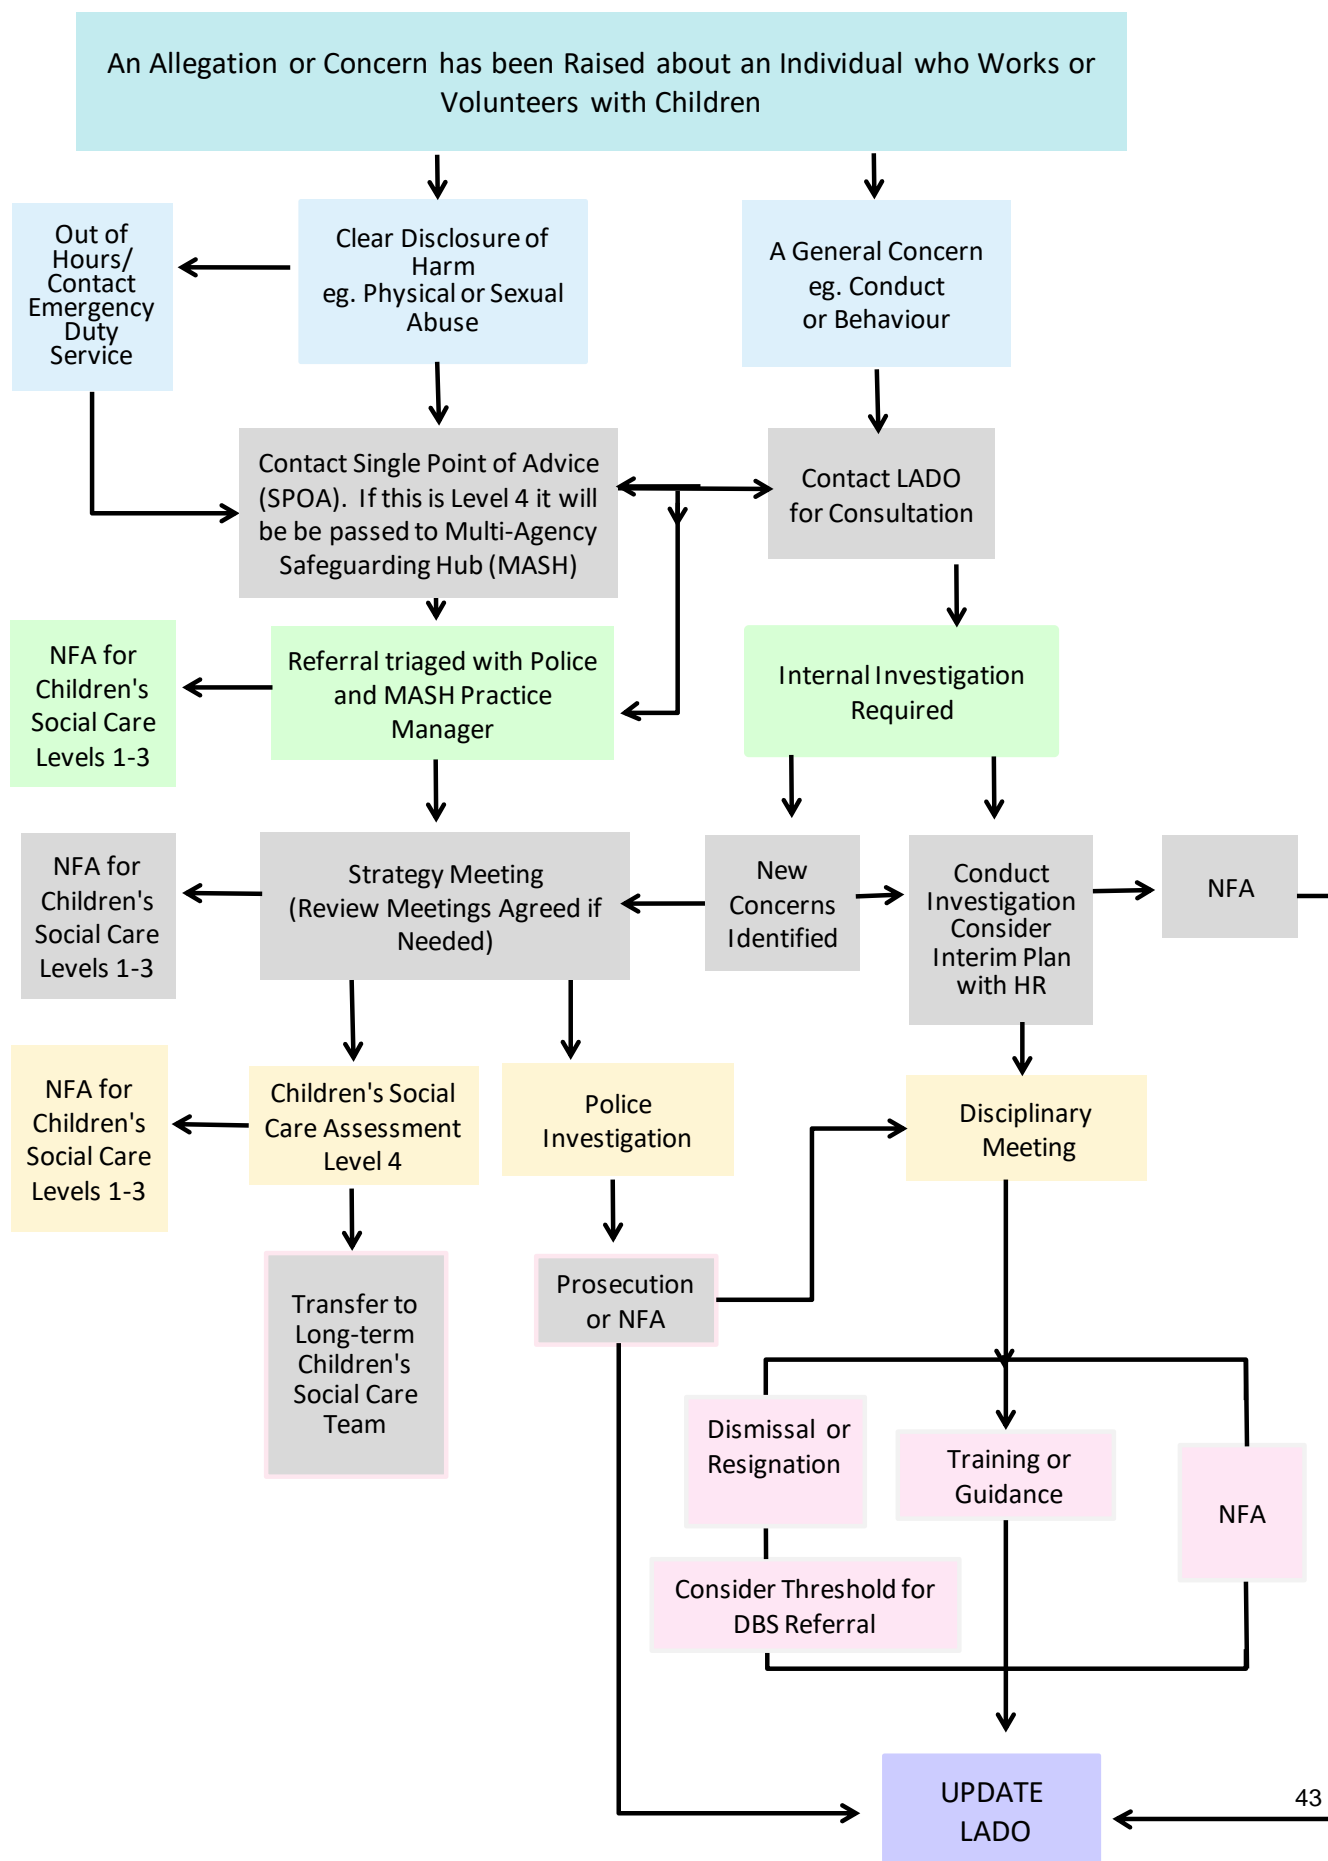 An Allegation or Concern has been Raised about an Individual who Works or
Volunteers with Children
Out of
Hours/
Contact
Emergency
Duty
Service
Clear Disclosure of
Harm
eg. Physical or Sexual
Abuse
A General Concern
eg. Conduct
or Behaviour
Contact Single Point of Advice
(SPOA). If this is Level 4 it will
be be passed to Multi-Agency
Safeguarding Hub (MASH)
Contact LADO
for Consultation
NFA for
Children's
Social Care
Levels 1-3
Referral triaged with Police
and MASH Practice
Manager
Internal Investigation
Required
NFA for
Children's
Social Care
Levels 1-3
Strategy Meeting
(Review Meetings Agreed if
Needed)
New
Concerns
Identified
Conduct
Investigation
Consider
Interim Plan
with HR
NFA
NFA for
Children's
Social Care
Levels 1-3
Children's Social
Care Assessment
Level 4
Police
Investigation
Disciplinary
Meeting
Transfer to
Long-term
Children's
Social Care
Team
Prosecution
or NFA
Dismissal or
Resignation
Training or
Guidance
NFA
Consider Threshold for
DBS Referral
UPDATE
LADO
43